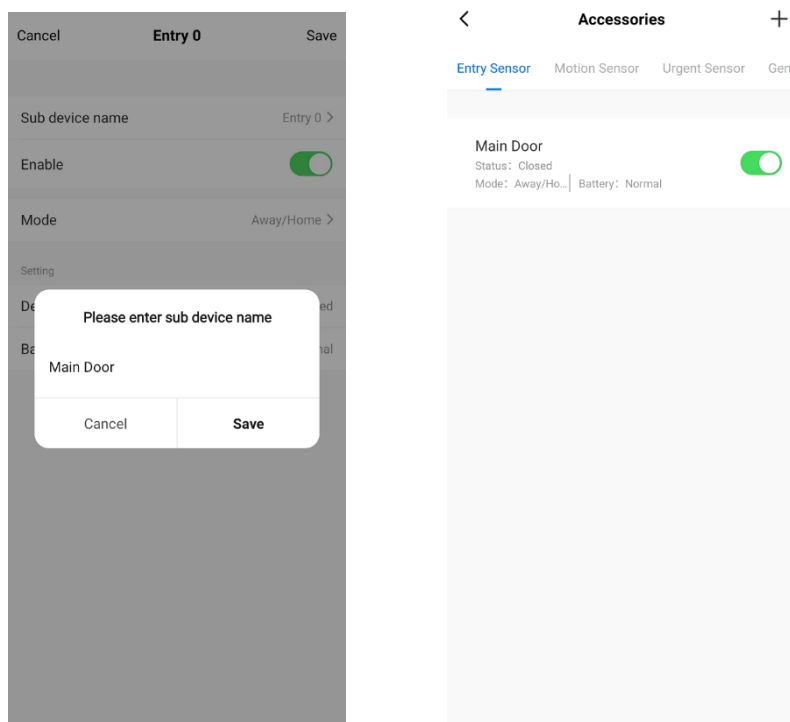 Cancel Entry 0 Save
Sub device name Entry 0 >
Enable
Mode Away/Home >
Setting
De ed
Ba nal
Please enter sub device name
Main Door
Cancel Save
< Accessories +
Entry Sensor Motion Sensor Urgent Sensor Gen
Main Door
Status: Closed
Mode: Away/Ho... | Battery: Normal